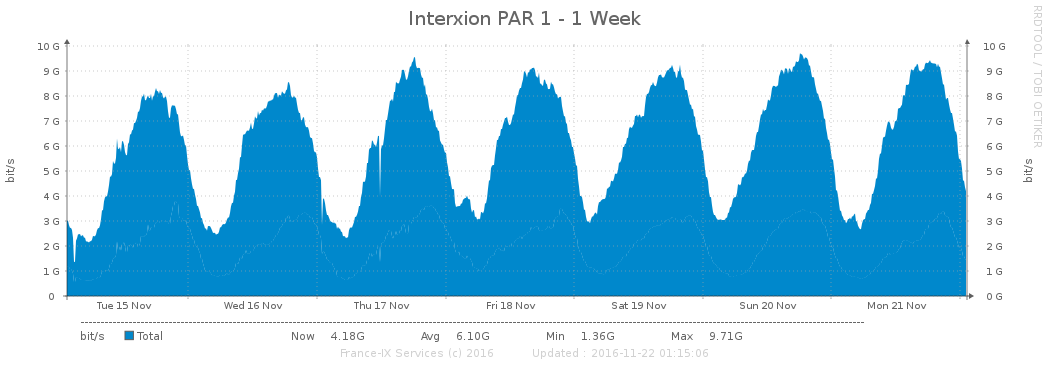 Interxion PAR 1 - 1 Week
RRDTOOL / TOBI OETIKER
10 G 10 G
9 G 9 G
8 G 8 G
7 G 7 G
6 G 6 G
5 G 5 G
4 G 4 G
3 G 3 G
2 G 2 G
1 G 1 G
0 0 G
bit/s bit/s
Tue 15 Nov Wed 16 Nov Thu 17 Nov Fri 18 Nov Sat 19 Nov Sun 20 Nov Mon 21 Nov
bit/s Total Now 4.18G Avg 6.10G Min 1.36G Max 9.71G
France-IX Services (c) 2016 Updated : 2016-11-22 01:15:06